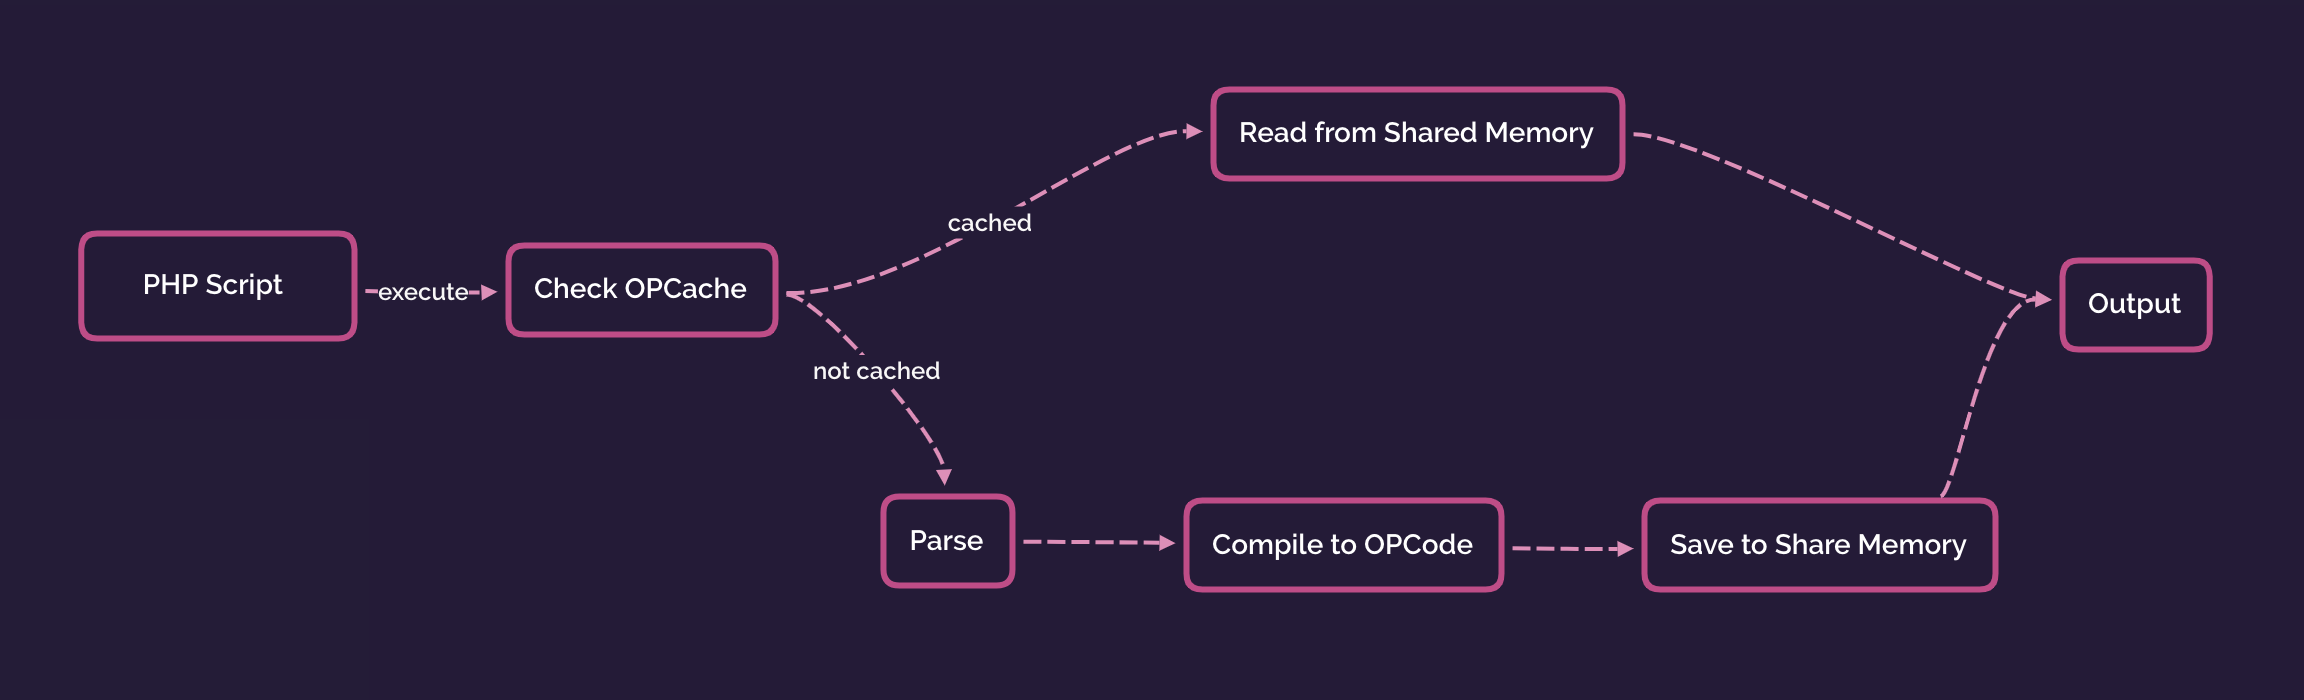 PHP Script
execute
Check OPCache
cached
Read from Shared Memory
not cached
Parse
Compile to OPCode
Save to Share Memory
Output